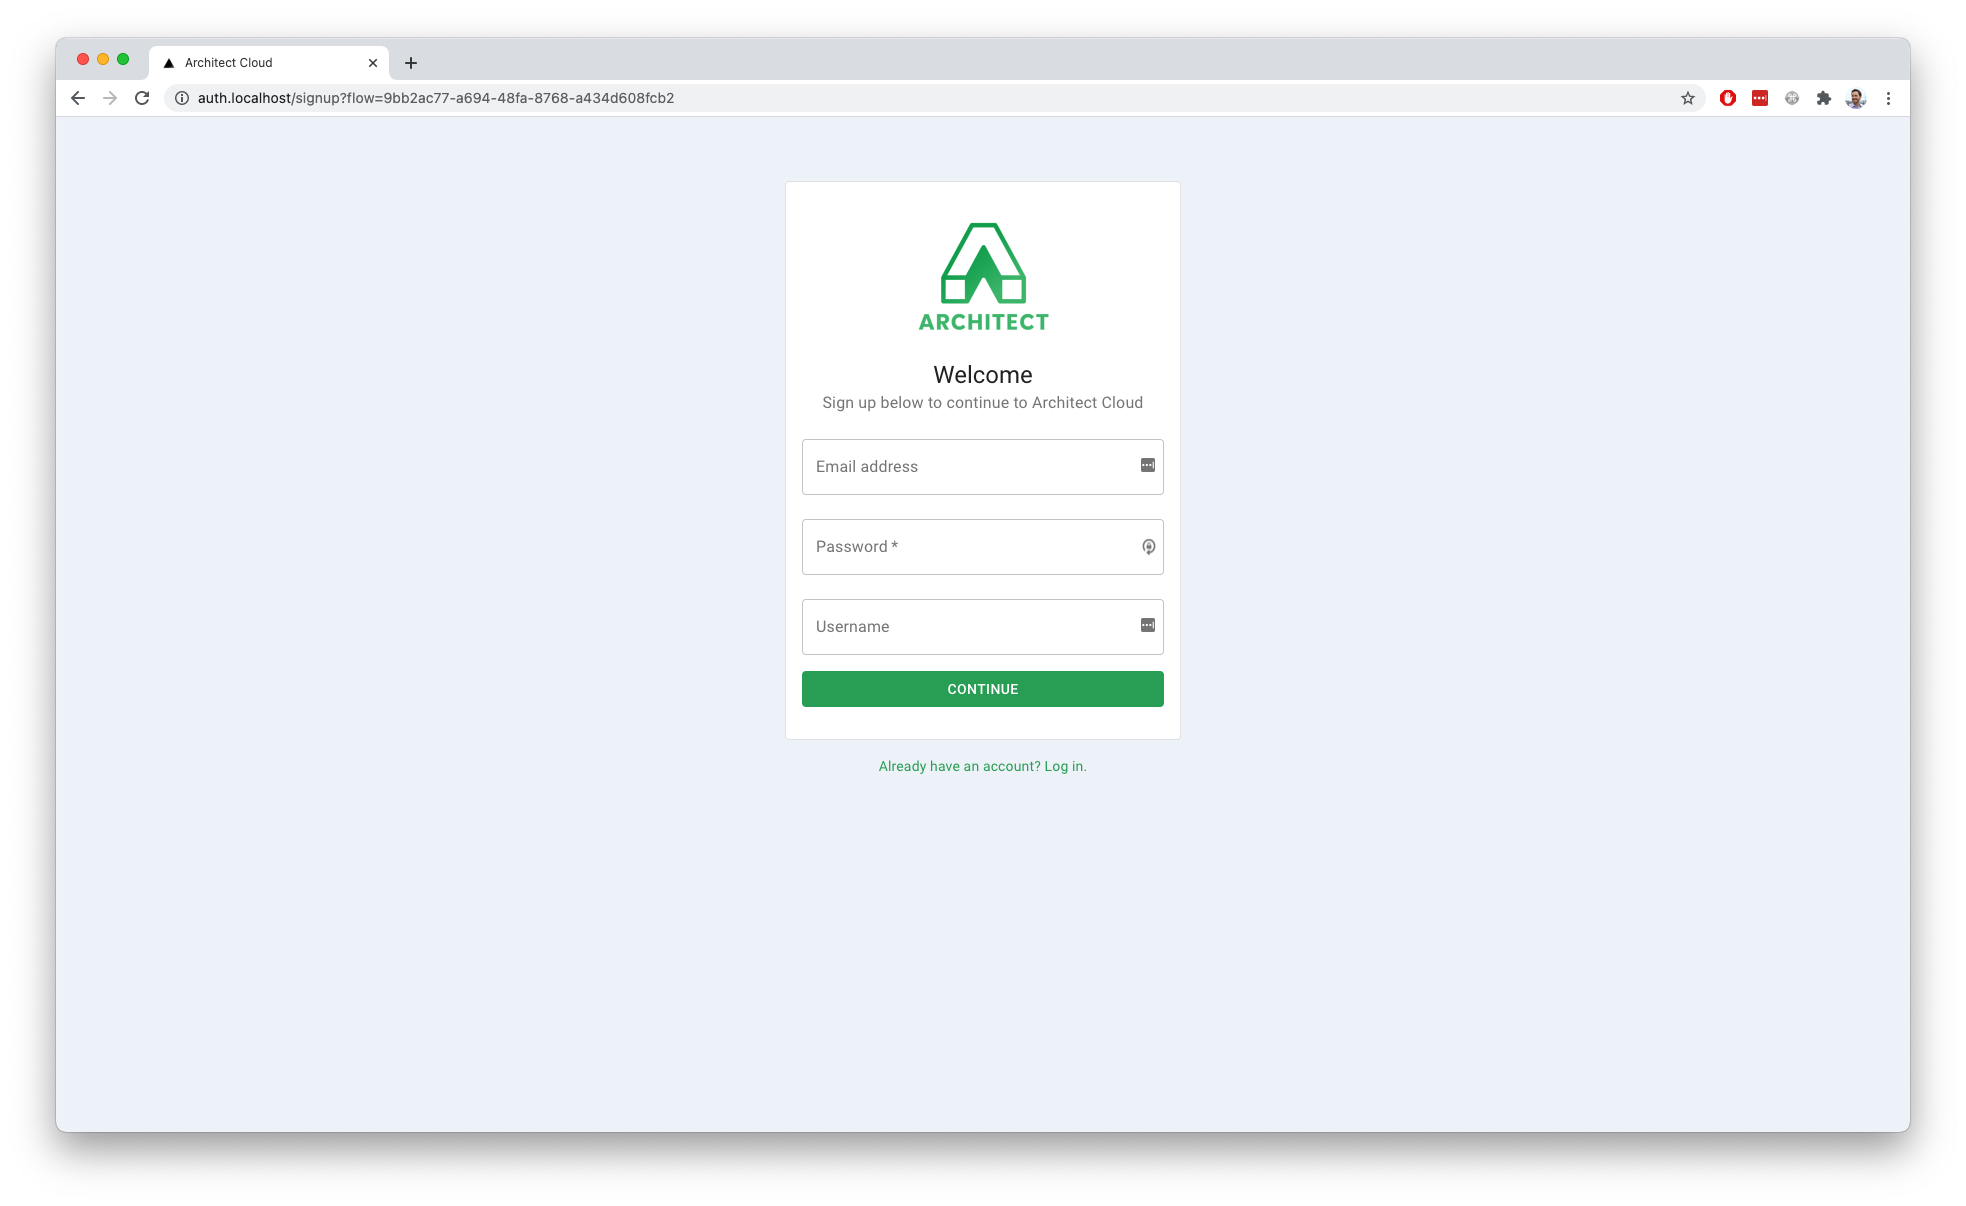 Architect Cloud
auth.localhost/signup?flow=9bb2ac77-a694-48fa-8768-a434d608fcb2
ARCHITECT
Welcome
Sign up below to continue to Architect Cloud
Email address
Password *
Username
CONTINUE
Already have an account? Log in.